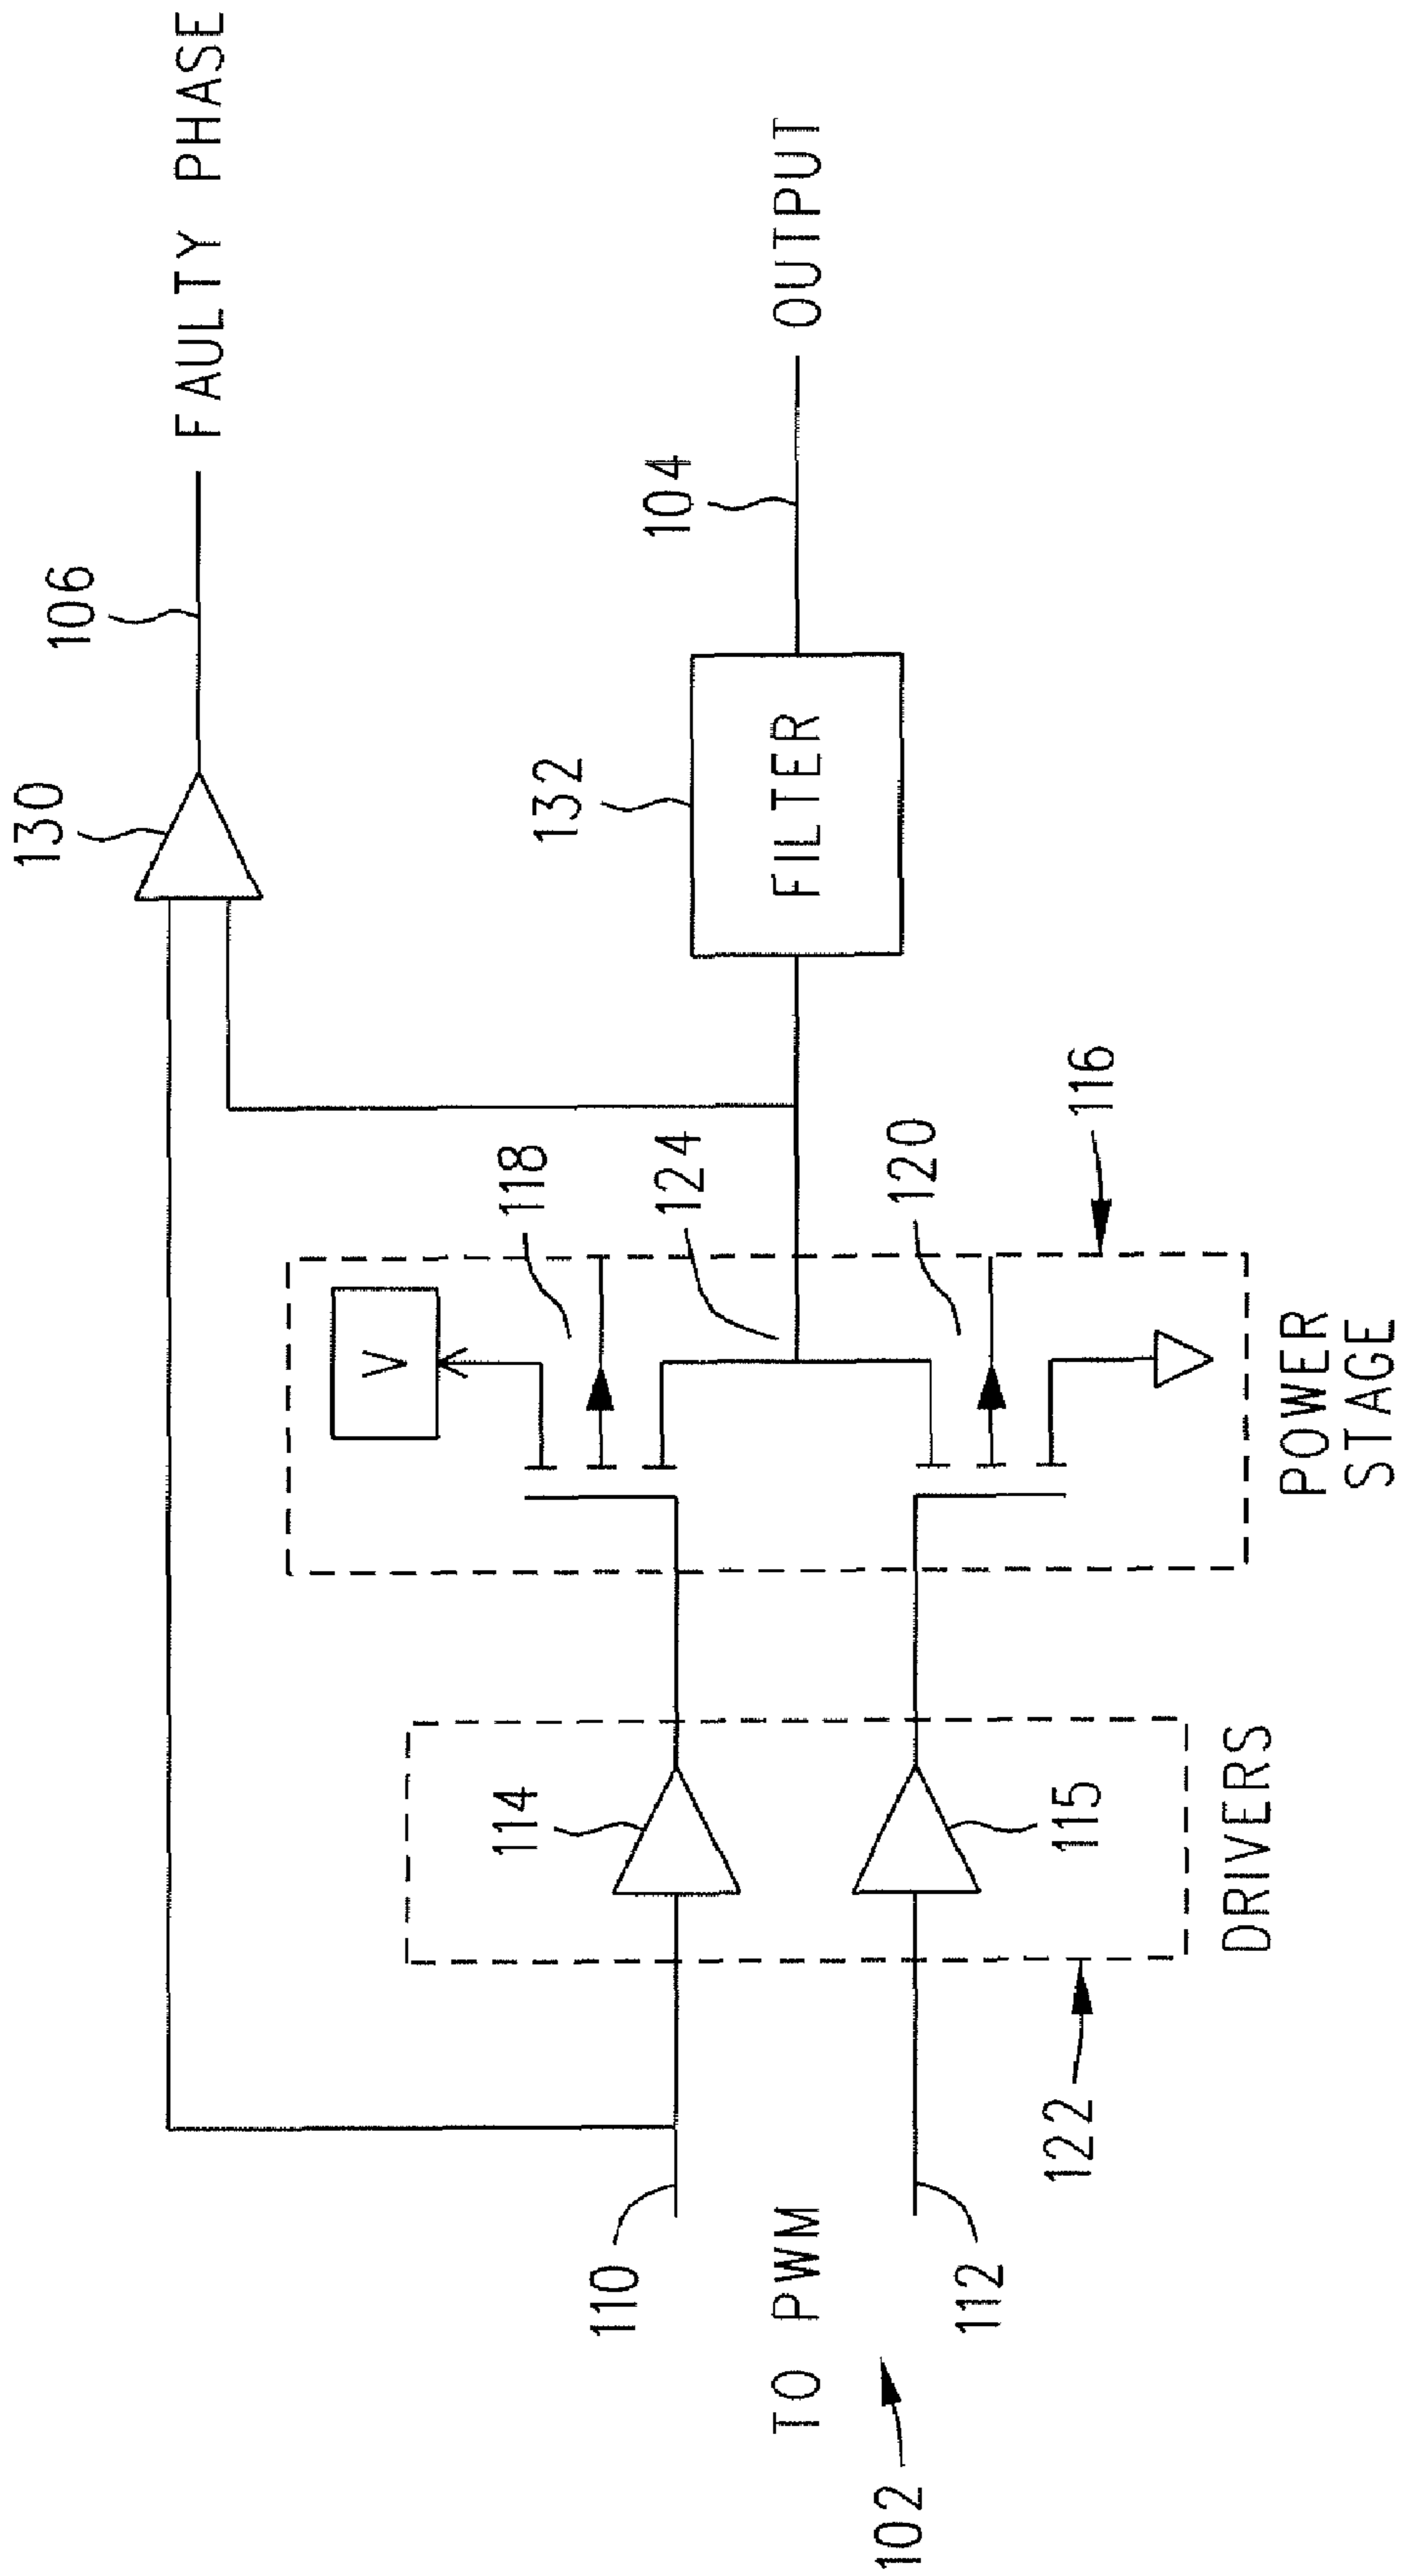 FAULTY PHASE
106
130
OUTPUT
104
132
FILTER
118
124
120
116
V
POWER
STAGE
114
115
DRIVERS
122
110
TO PWM
112
102